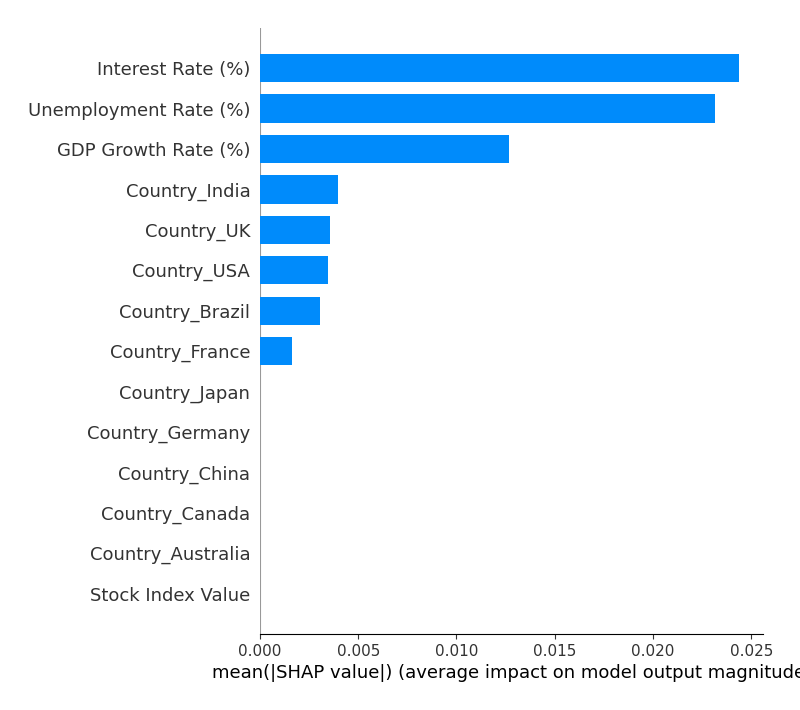 Interest Rate (%)
Unemployment Rate (%)
GDP Growth Rate (%)
Country_India
Country_UK
Country_USA
Country_Brazil
Country_France
Country_Japan
Country_Germany
Country_China
Country_Canada
Country_Australia
Stock Index Value
0.000 0.005 0.010 0.015 0.020 0.025
mean(|SHAP value|) (average impact on model output magnitude